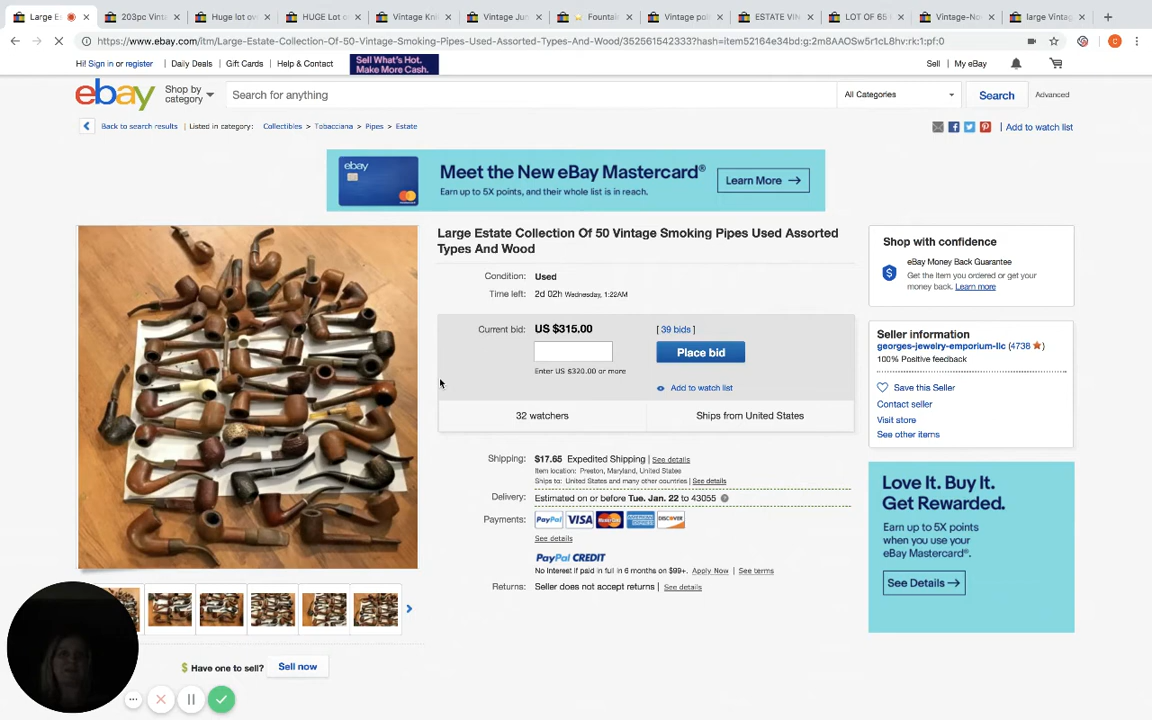 Large Es
203pc Vint
Huge lot ov
HUGE Lot o
Vintage Kni
Vintage Jun
Fountai
Vintage poli
ESTATE VIN
LOT OF 65
Vintage-Nov
large Vintag
https://www.ebay.com/itm/Large-Estate-Collection-Of-50-Vintage-Smoking-Pipes-Used-Assorted-Types-And-Wood/352561542333?hash=item52164e34bd:g:2m8AAOSw5r1cL8hv:rk:1:pf:0
Hi! Sign in or register
Daily Deals
Gift Cards
Help & Contact
Sell What's Hot.
Make More Cash.
Sell
My eBay
ebay
Shop by
category
Search for anything
All Categories
Search
Advanced
Back to search results
Listed in category:
Collectibles > Tobacciana > Pipes > Estate
Add to watch list
ebay
Meet the New eBay Mastercard®
Earn up to 5X points, and their whole list is in reach.
Learn More
Large Estate Collection Of 50 Vintage Smoking Pipes Used Assorted
Types And Wood
Condition: Used
Time left: 2d 02h Wednesday, 1:22AM
Current bid: US $315.00
[ 39 bids ]
Place bid
Enter US $320.00 or more
Add to watch list
32 watchers
Ships from United States
Shipping: $17.65 Expedited Shipping | See details
Item location: Preston, Maryland, United States
Ships to: United States and many other countries | See details
Delivery: Estimated on or before Tue. Jan. 22 to 43055
Payments: PayPal VISA MasterCard DISCOVER
See details
PayPal CREDIT
No Interest if paid in full in 6 months on $99+. Apply Now | See terms
Returns: Seller does not accept returns | See details
Shop with confidence
eBay Money Back Guarantee
Get the item you ordered or get your
money back. Learn more
Seller information
georges-jewelry-emporium-llc (4738 )
100% Positive feedback
Save this Seller
Contact seller
Visit store
See other items
Love It. Buy It.
Get Rewarded.
Earn up to 5X
points when you
use your
eBay Mastercard®.
See Details
$ Have one to sell?
Sell now